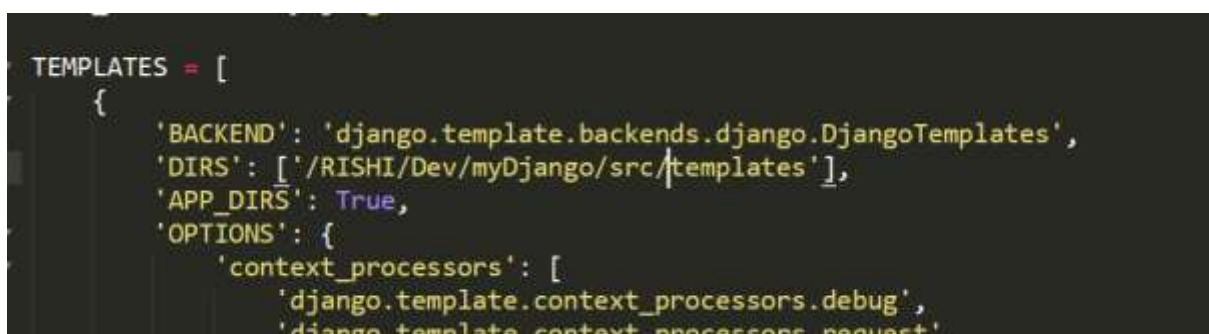 TEMPLATES = [
{
'BACKEND': 'django.template.backends.django.DjangoTemplates',
'DIRS': ['/RISHI/Dev/myDjango/src/templates'],
'APP_DIRS': True,
'OPTIONS': {
'context_processors': [
'django.template.context_processors.debug',
'django.template.context_processors.request',